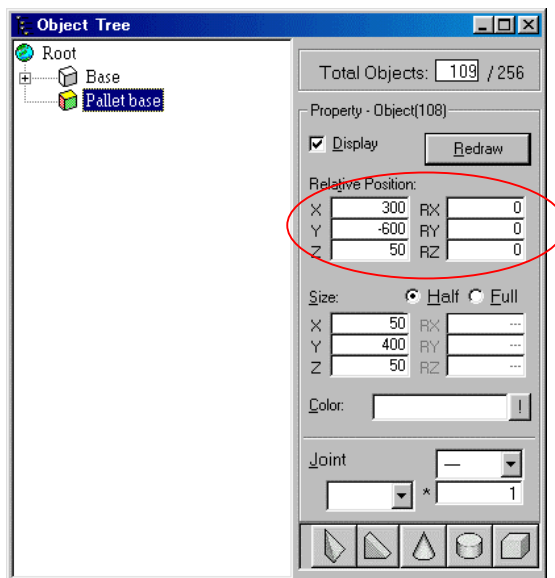 Object Tree
Root
Base
Pallet base
Total Objects: 109 / 256
Property - Object(108)
Display
Redraw
Relative Position:
X 300 RX 0
Y -600 RY 0
Z 50 RZ 0
Size: Half Full
X 50 RX ---
Y 400 RY ---
Z 50 RZ ---
Color: !
Joint —
* 1